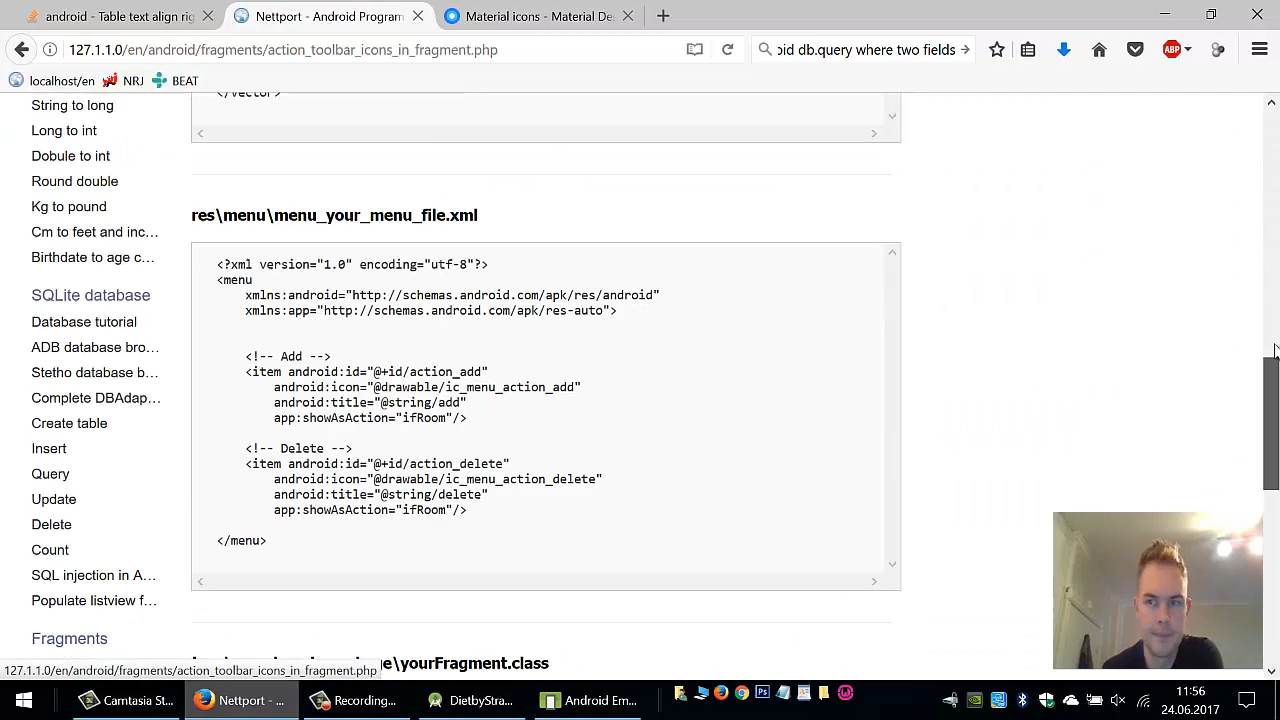 android - Table text align rig
Nettport - Android Program
Material icons - Material De
127.1.1.0/en/android/fragments/action_toolbar_icons_in_fragment.php
oid db.query where two fields
ABP
localhost/en
NRJ
BEAT
String to long
Long to int
Dobule to int
Round double
Kg to pound
Cm to feet and inc...
Birthdate to age c...
SQLite database
Database tutorial
ADB database bro...
Stetho database b...
Complete DBAdap...
Create table
Insert
Query
Update
Delete
Count
SQL injection in A...
Populate listview f...
Fragments
</vector>
res\menu\menu_your_menu_file.xml
<?xml version="1.0" encoding="utf-8"?>
<menu
xmlns:android="http://schemas.android.com/apk/res/android"
xmlns:app="http://schemas.android.com/apk/res-auto">
<!-- Add -->
<item android:id="@+id/action_add"
android:icon="@drawable/ic_menu_action_add"
android:title="@string/add"
app:showAsAction="ifRoom"/>
<!-- Delete -->
<item android:id="@+id/action_delete"
android:icon="@drawable/ic_menu_action_delete"
android:title="@string/delete"
app:showAsAction="ifRoom"/>
</menu>
\yourFragment.class
127.1.1.0/en/android/fragments/action_toolbar_icons_in_fragment.php
Camtasia St...
Nettport - ...
Recording...
DietbyStra...
Android Em...
11:56
24.06.2017